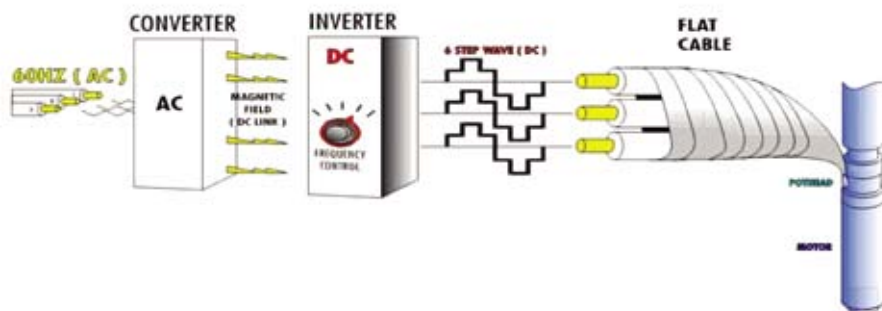 CONVERTER
INVERTER
FLAT
CABLE
60HZ ( AC )
AC
MAGNETIC
FIELD
( DC LINK )
DC
FREQUENCY
CONTROL
6 STEP WAVE ( DC )
POTHEAD
MOTOR